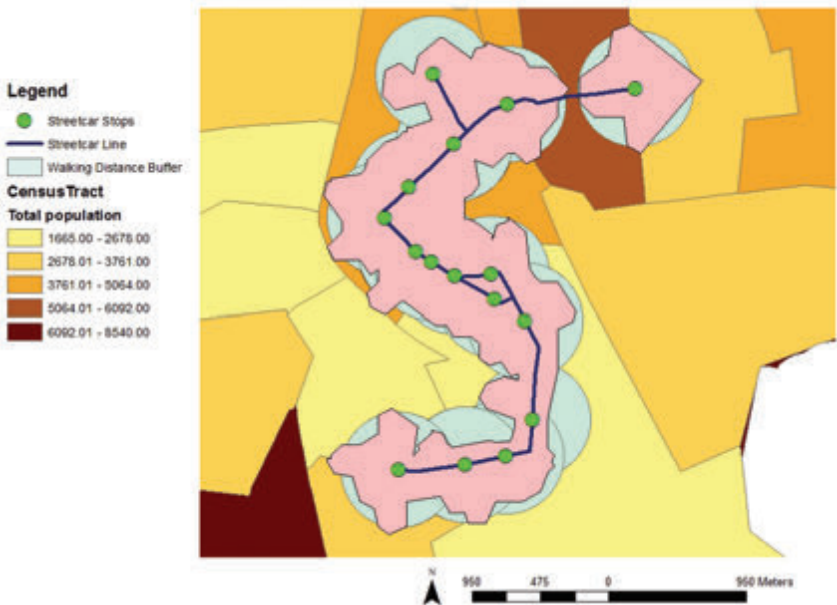 Legend
Streetcar Stops
Streetcar Line
Walking Distance Buffer
CensusTract
Total population
1665.00 - 2678.00
2678.01 - 3761.00
3761.01 - 5064.00
5064.01 - 6092.00
6092.01 - 8540.00
N
950 475 0 950 Meters